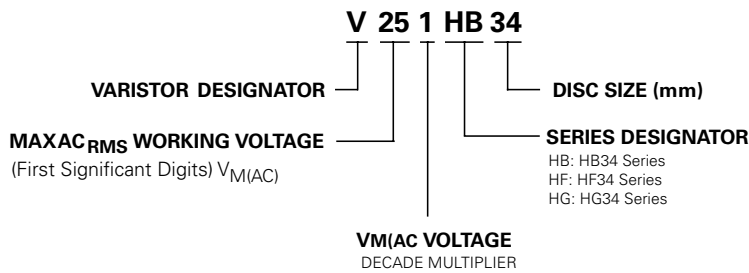 V 25 1 HB 34
VARISTOR DESIGNATOR
DISC SIZE (mm)
MAXAC RMS WORKING VOLTAGE
(First Significant Digits) VM(AC)
SERIES DESIGNATOR
HB: HB34 Series
HF: HF34 Series
HG: HG34 Series
VM(AC VOLTAGE
DECADE MULTIPLIER